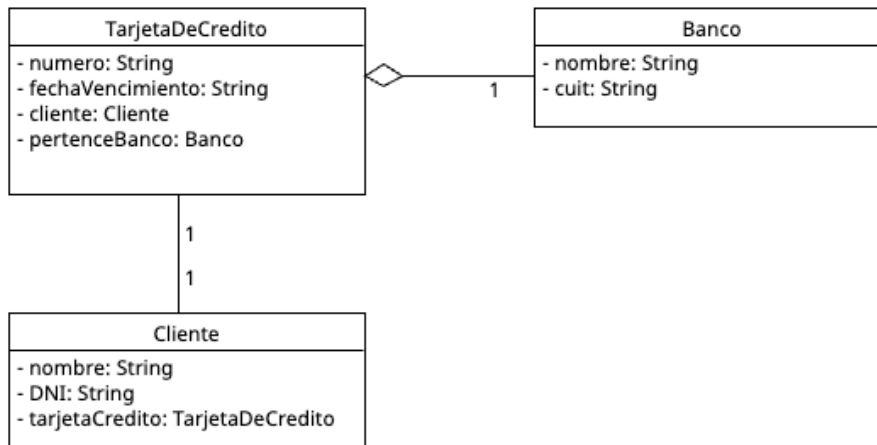 TarjetaDeCredito
- numero: String
- fechaVencimiento: String
- cliente: Cliente
- pertenceBanco: Banco
Banco
- nombre: String
- cuit: String
1
1
1
Cliente
- nombre: String
- DNI: String
- tarjetaCredito: TarjetaDeCredito